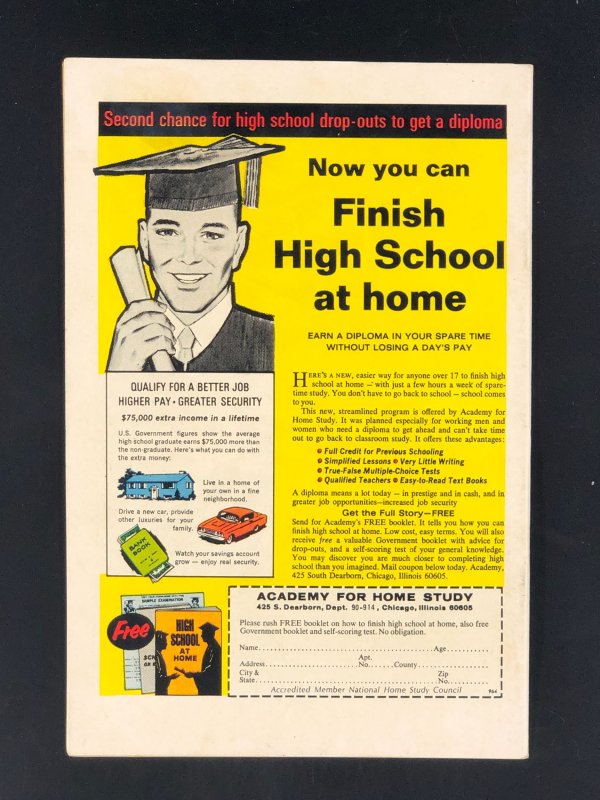 Second chance for high school drop-outs to get a diploma
Now you can
Finish
High School
at home
EARN A DIPLOMA IN YOUR SPARE TIME
WITHOUT LOSING A DAY'S PAY
QUALIFY FOR A BETTER JOB
HIGHER PAY • GREATER SECURITY
$75,000 extra income in a lifetime
U.S. Government figures show the average
high school graduate earns $75,000 more than
the non-graduate. Here's what you can do with
the extra money:
Live in a home of
your own in a fine
neighborhood.
Drive a new car, provide
other luxuries for your
family.
BANK
BOOK
Watch your savings account
grow — enjoy real security.
HERE'S A NEW, easier way for anyone over 17 to finish high
school at home — with just a few hours a week of spare-
time study. You don't have to go back to school — school comes
to you.
This new, streamlined program is offered by Academy for
Home Study. It was planned especially for working men and
women who need a diploma to get ahead and can't take time
out to go back to classroom study. It offers these advantages:
• Full Credit for Previous Schooling
• Simplified Lessons • Very Little Writing
• True-False Multiple-Choice Tests
• Qualified Teachers • Easy-to-Read Text Books
A diploma means a lot today — in prestige and in cash, and in
greater job opportunities—increased job security
Get the Full Story—FREE
Send for Academy's FREE booklet. It tells you how you can
finish high school at home. Low cost, easy terms. You will also
receive free a valuable Government booklet with advice for
drop-outs, and a self-scoring test of your general knowledge.
You may discover you are much closer to completing high
school than you imagined. Mail coupon below today. Academy,
425 South Dearborn, Chicago, Illinois 60605.
SAMPLE EXAMINATION
Free
HIGH
SCHOOL
AT
HOME
ACADEMY FOR HOME STUDY
425 S. Dearborn, Dept. 90-914, Chicago, Illinois 60605
Please rush FREE booklet on how to finish high school at home, also free
Government booklet and self-scoring test. No obligation.
Name Age
Address Apt. No. County
City & State Zip No.
Accredited Member National Home Study Council